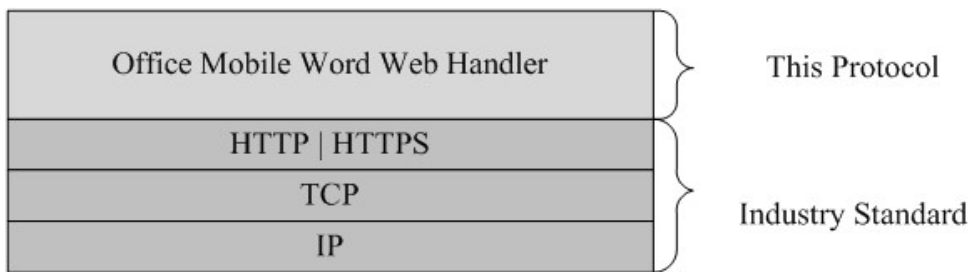 Office Mobile Word Web Handler
This Protocol
HTTP | HTTPS
TCP
Industry Standard
IP